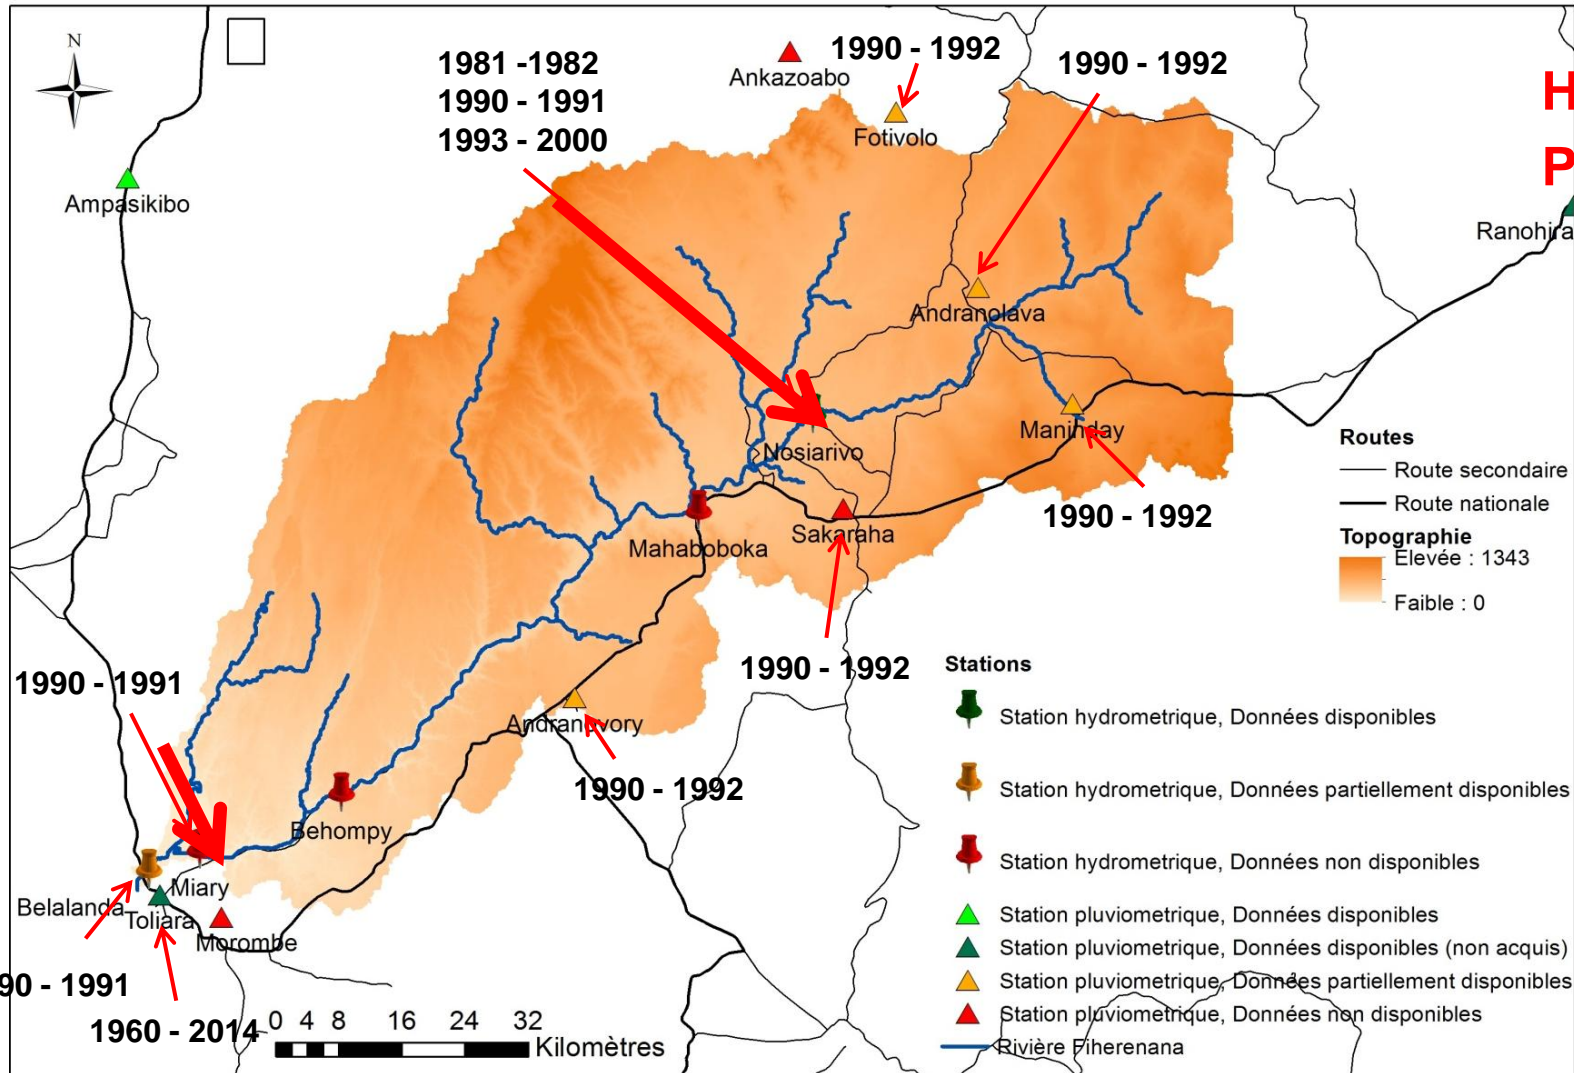 N
1981 -1982
1990 - 1991
1993 - 2000
Ankazoabo
1990 - 1992
Fotivolo
1990 - 1992
H
P
Ampasikibo
Ranohira
Andranolava
Nosiarivo
Maninday
1990 - 1992
Mahaboboka
Sakaraha
1990 - 1992
Routes
Route secondaire
Route nationale
Topographie
Elevée : 1343
Faible : 0
1990 - 1991
Andranovory
1990 - 1992
Behompy
Miary
Belalanda
Toliara
Morombe
90 - 1991
1960 - 2014
Stations
Station hydrometrique, Données disponibles
Station hydrometrique, Données partiellement disponibles
Station hydrometrique, Données non disponibles
Station pluviometrique, Données disponibles
Station pluviometrique, Données disponibles (non acquis)
Station pluviometrique, Données partiellement disponibles
Station pluviometrique, Données non disponibles
Rivière Fiherenana
0 4 8 16 24 32
Kilomètres